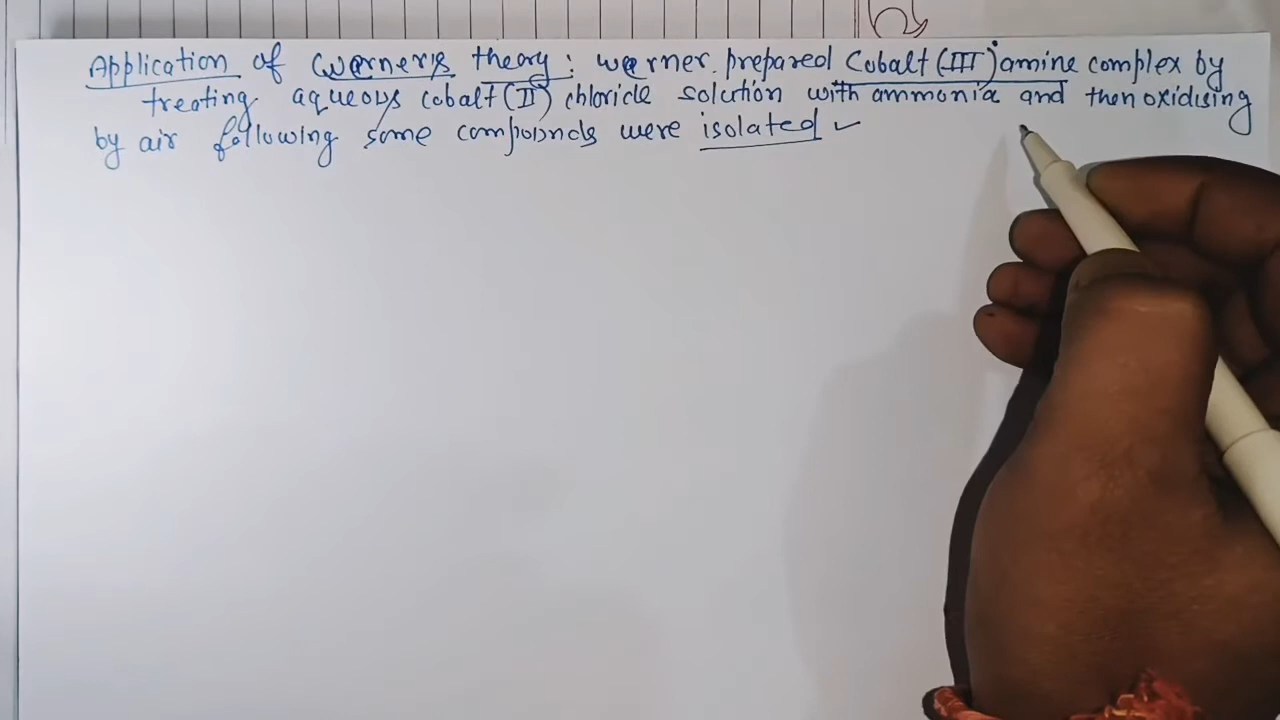 Application of Werner's theory: Werner prepared Cobalt (III) amine complex by
treating aqueous cobalt (II) chloride solution with ammonia and then oxidising
by air following some compounds were isolated